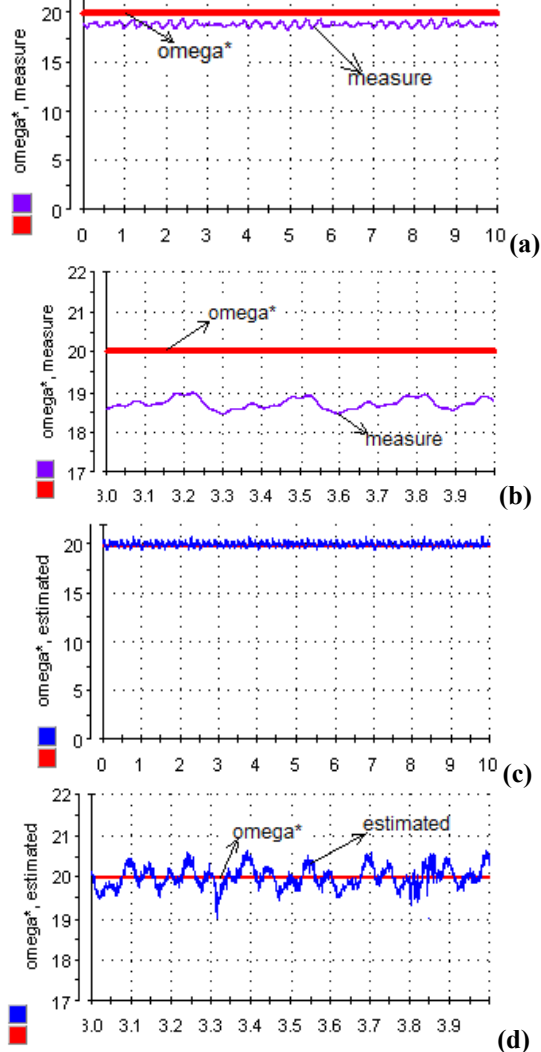 20
omega*
measure
15
10
5
0
0 1 2 3 4 5 6 7 8 9 10
omega*, measure
(a)
22
omega*
21
20
19
18
measure
17
3.0 3.1 3.2 3.3 3.4 3.5 3.6 3.7 3.8 3.9
omega*, measure
(b)
20
15
10
5
0
0 1 2 3 4 5 6 7 8 9 10
omega*, estimated
(c)
22
omega* estimated
21
20
19
18
17
3.0 3.1 3.2 3.3 3.4 3.5 3.6 3.7 3.8 3.9
omega*, estimated
(d)